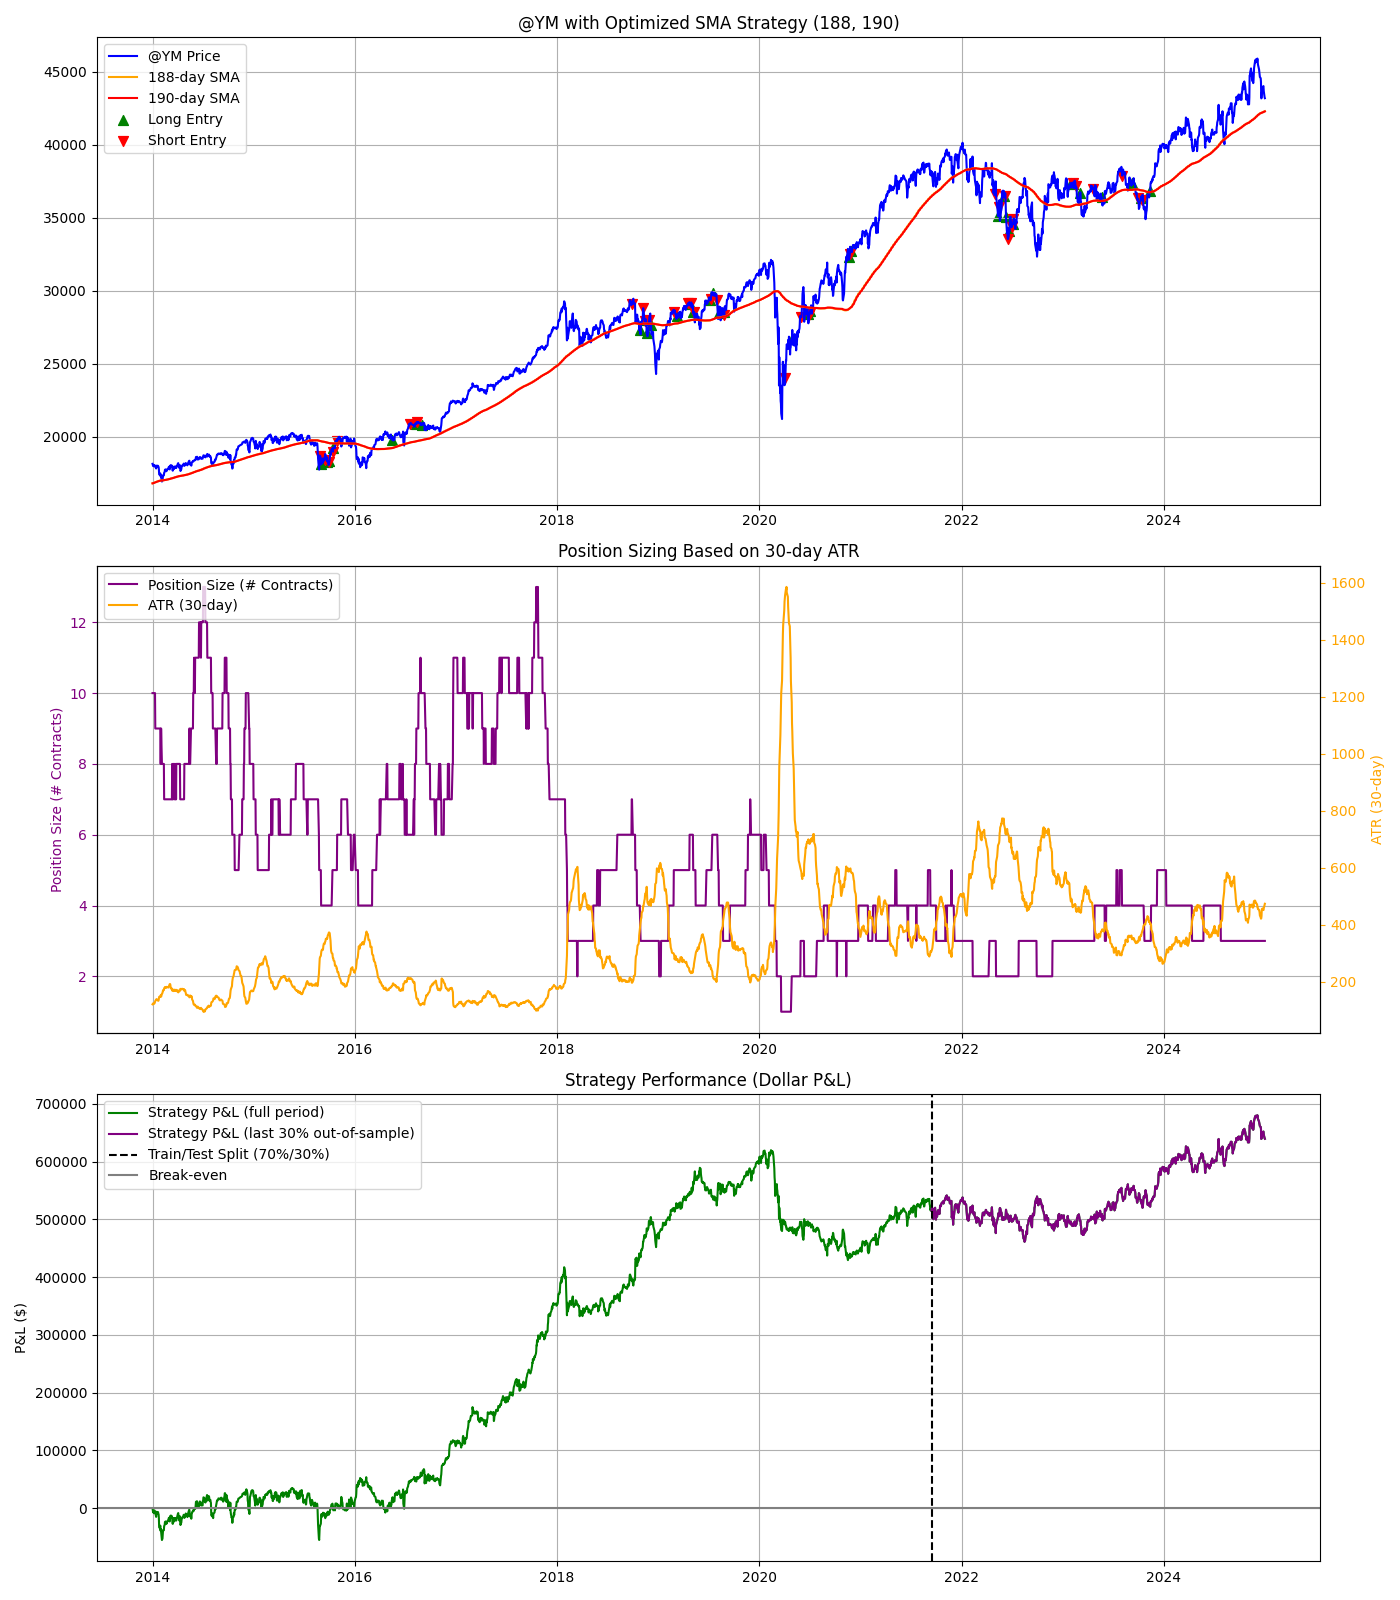 @YM with Optimized SMA Strategy (188, 190)
@YM Price
188-day SMA
190-day SMA
Long Entry
Short Entry
45000
40000
35000
30000
25000
20000
2014 2016 2018 2020 2022 2024
Position Sizing Based on 30-day ATR
Position Size (# Contracts)
ATR (30-day)
Position Size (# Contracts)
12
10
8
6
4
2
1600
1400
1200
1000
800
600
400
200
ATR (30-day)
2014 2016 2018 2020 2022 2024
Strategy Performance (Dollar P&L)
Strategy P&L (full period)
Strategy P&L (last 30% out-of-sample)
Train/Test Split (70%/30%)
Break-even
P&L ($)
700000
600000
500000
400000
300000
200000
100000
0
2014 2016 2018 2020 2022 2024